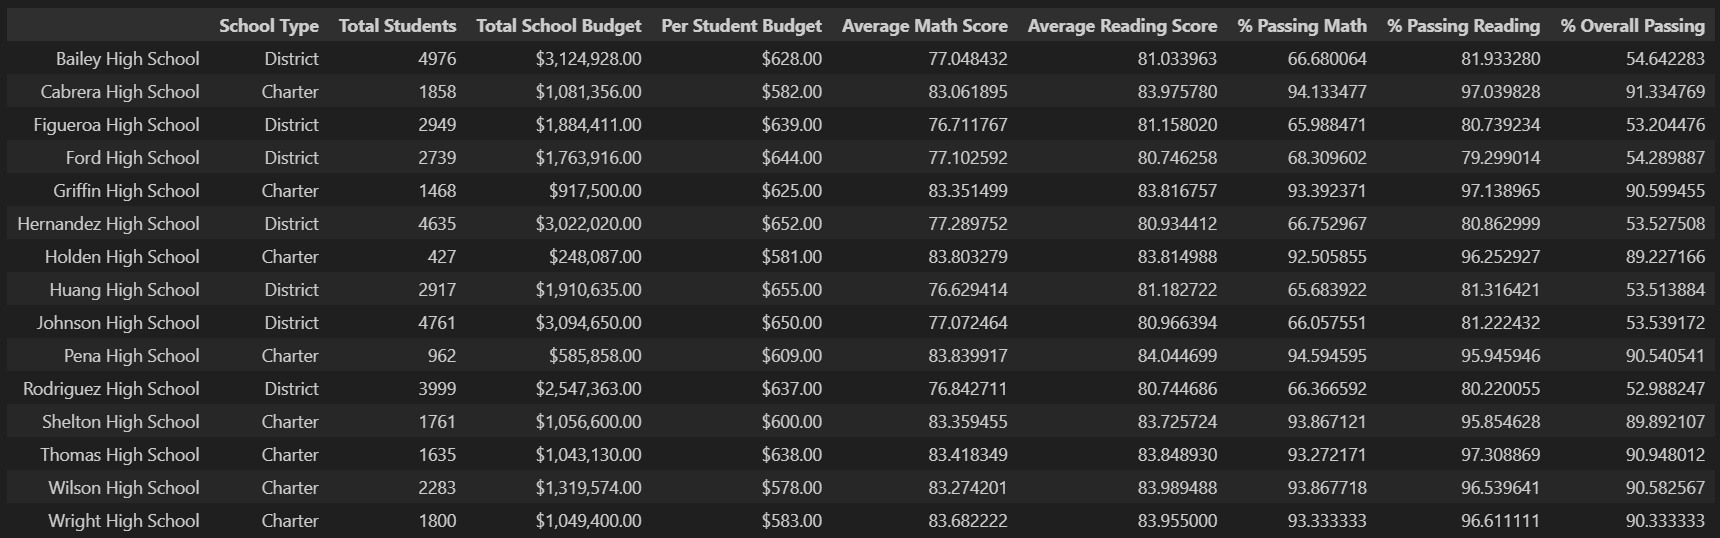 School Type Total Students Total School Budget Per Student Budget Average Math Score Average Reading Score % Passing Math % Passing Reading % Overall Passing
Bailey High School District 4976 $3,124,928.00 $628.00 77.048432 81.033963 66.680064 81.933280 54.642283
Cabrera High School Charter 1858 $1,081,356.00 $582.00 83.061895 83.975780 94.133477 97.039828 91.334769
Figueroa High School District 2949 $1,884,411.00 $639.00 76.711767 81.158020 65.988471 80.739234 53.204476
Ford High School District 2739 $1,763,916.00 $644.00 77.102592 80.746258 68.309602 79.299014 54.289887
Griffin High School Charter 1468 $917,500.00 $625.00 83.351499 83.816757 93.392371 97.138965 90.599455
Hernandez High School District 4635 $3,022,020.00 $652.00 77.289752 80.934412 66.752967 80.862999 53.527508
Holden High School Charter 427 $248,087.00 $581.00 83.803279 83.814988 92.505855 96.252927 89.227166
Huang High School District 2917 $1,910,635.00 $655.00 76.629414 81.182722 65.683922 81.316421 53.513884
Johnson High School District 4761 $3,094,650.00 $650.00 77.072464 80.966394 66.057551 81.222432 53.539172
Pena High School Charter 962 $585,858.00 $609.00 83.839917 84.044699 94.594595 95.945946 90.540541
Rodriguez High School District 3999 $2,547,363.00 $637.00 76.842711 80.744686 66.366592 80.220055 52.988247
Shelton High School Charter 1761 $1,056,600.00 $600.00 83.359455 83.725724 93.867121 95.854628 89.892107
Thomas High School Charter 1635 $1,043,130.00 $638.00 83.418349 83.848930 93.272171 97.308869 90.948012
Wilson High School Charter 2283 $1,319,574.00 $578.00 83.274201 83.989488 93.867718 96.539641 90.582567
Wright High School Charter 1800 $1,049,400.00 $583.00 83.682222 83.955000 93.333333 96.611111 90.333333